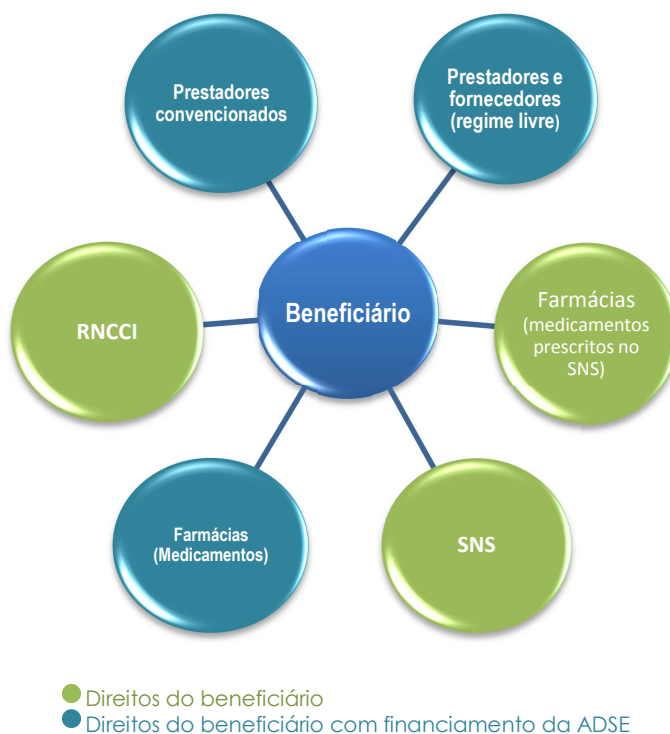 Prestadores
convencionados
Prestadores e
fornecedores
(regime livre)
RNCCI
Beneficiário
Farmácias
(medicamentos
prescritos no
SNS)
Farmácias
(Medicamentos)
SNS
Direitos do beneficiário
Direitos do beneficiário com financiamento da ADSE